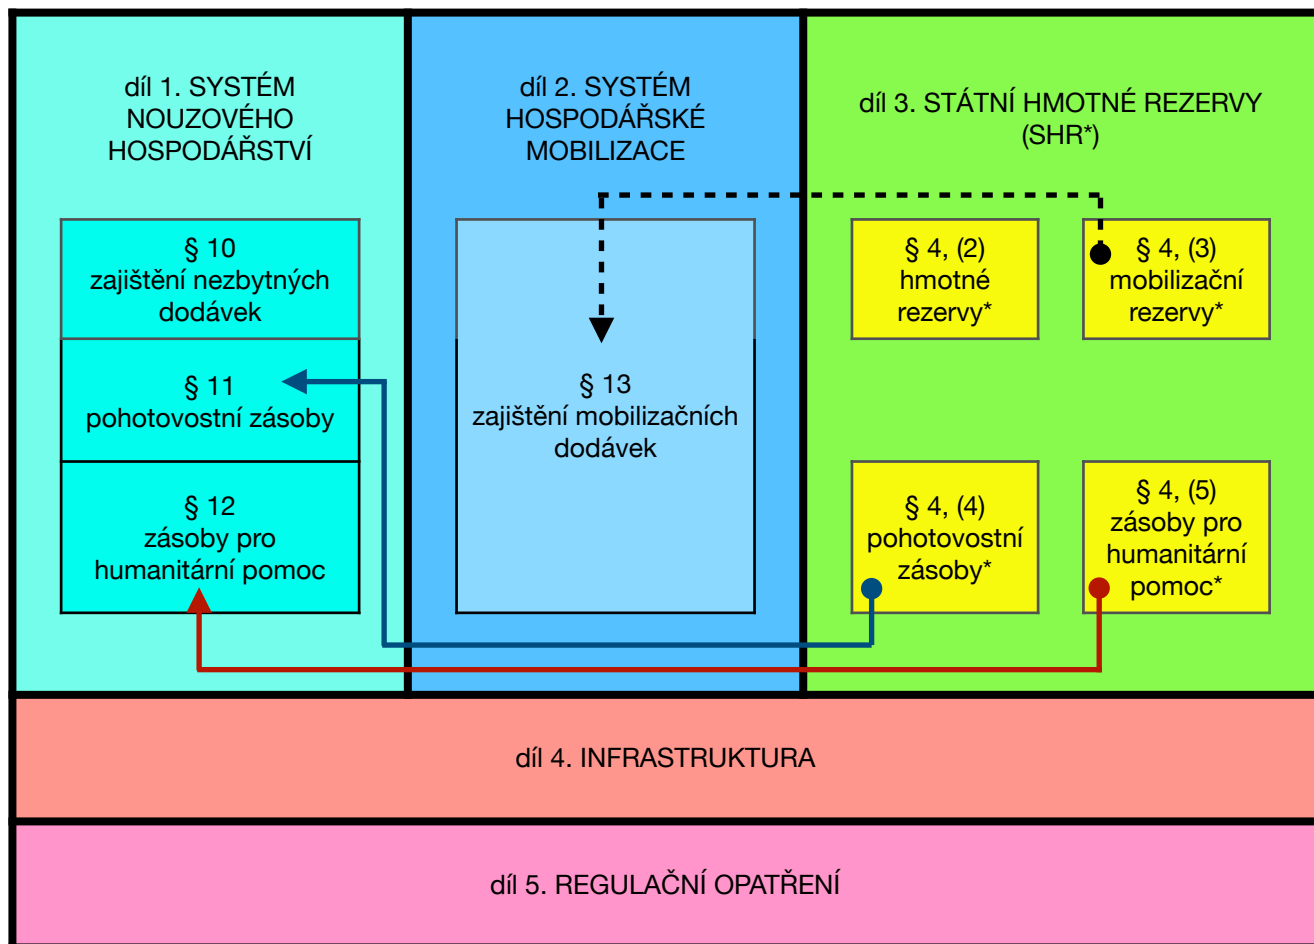 díl 1. SYSTÉM
NOUZOVÉHO
HOSPODÁŘSTVÍ
§ 10
zajištění nezbytných
dodávek
§ 11
pohotovostní zásoby
§ 12
zásoby pro
humanitární pomoc
díl 2. SYSTÉM
HOSPODÁŘSKÉ
MOBILIZACE
§ 13
zajištění mobilizačních
dodávek
díl 3. STÁTNÍ HMOTNÉ REZERVY
(SHR*)
§ 4, (2)
hmotné
rezervy*
§ 4, (3)
mobilizační
rezervy*
§ 4, (4)
pohotovostní
zásoby*
§ 4, (5)
zásoby pro
humanitární
pomoc*
díl 4. INFRASTRUKTURA
díl 5. REGULAČNÍ OPATŘENÍ